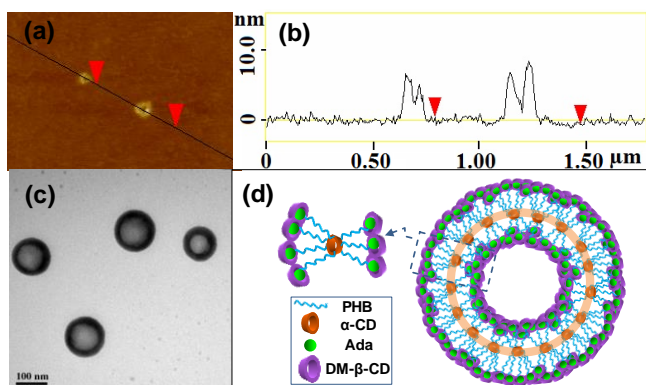 (a)
nm
(b)
10.0
0
0
0.50
1.00
1.50
μm
(c)
100 nm
(d)
PHB
α-CD
Ada
DM-β-CD